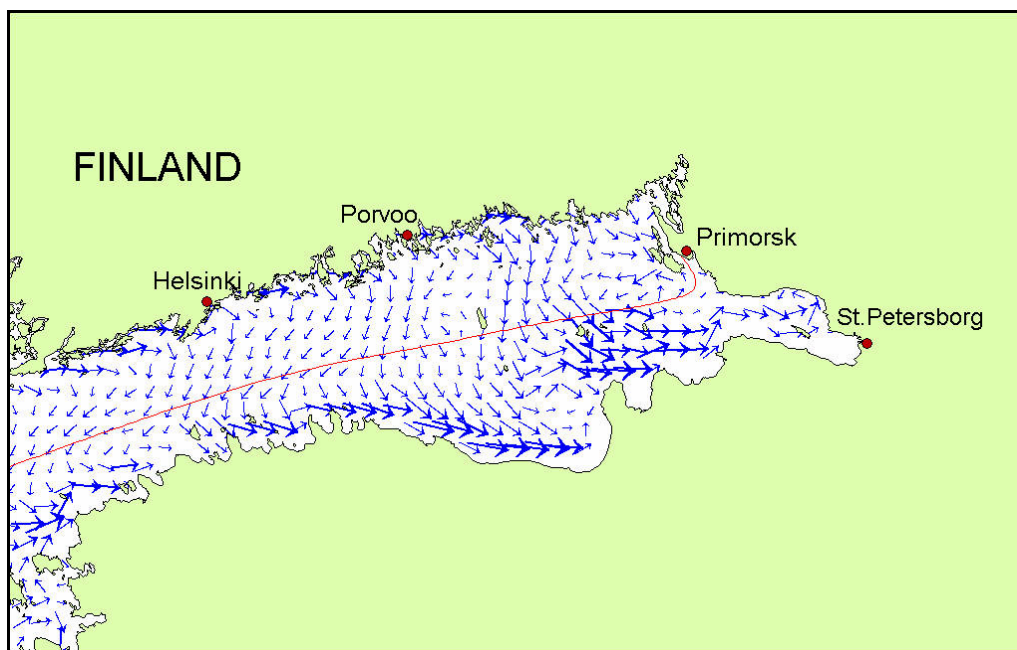 FINLAND
Porvoo
Primorsk
Helsinki
St.Petersborg